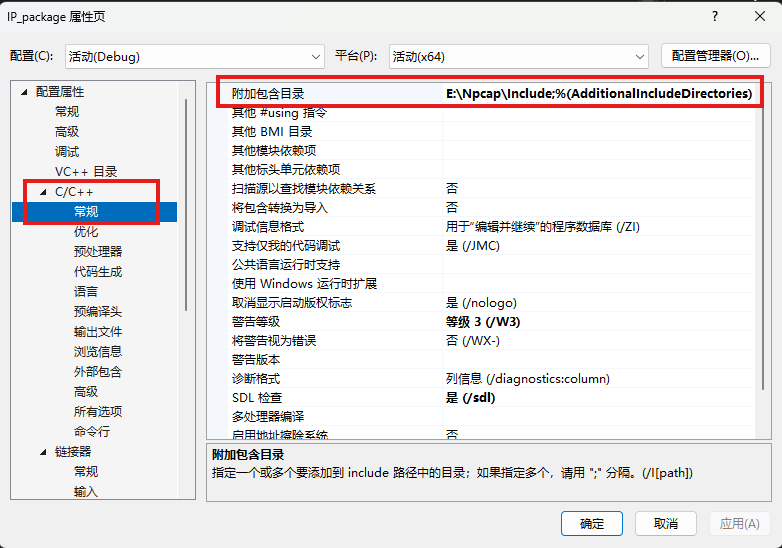 IP_package 属性页
配置(C):
活动(Debug)
平台(P):
活动(x64)
配置管理器(O)...
配置属性
常规
高级
调试
VC++ 目录
C/C++
常规
优化
预处理器
代码生成
语言
预编译头
输出文件
浏览信息
外部包含
高级
所有选项
命令行
链接器
常规
输入
附加包含目录 E:\Npcap\Include;%(AdditionalIncludeDirectories)
其他 #using 指令
其他 BMI 目录
其他模块依赖项
其他标头单元依赖项
扫描源以查找模块依赖关系 否
将包含转换为导入 否
调试信息格式 用于“编辑并继续”的程序数据库 (/ZI)
支持仅我的代码调试 是 (/JMC)
公共语言运行时支持
使用 Windows 运行时扩展
取消显示启动版权标志 是 (/nologo)
警告等级 等级 3 (/W3)
将警告视为错误 否 (/WX-)
警告版本
诊断格式 列信息 (/diagnostics:column)
SDL 检查 是 (/sdl)
多处理器编译
启用地址擦除系统 否
附加包含目录
指定一个或多个要添加到 include 路径中的目录；如果指定多个，请用 ";" 分隔。(/I[path])
确定
取消
应用(A)